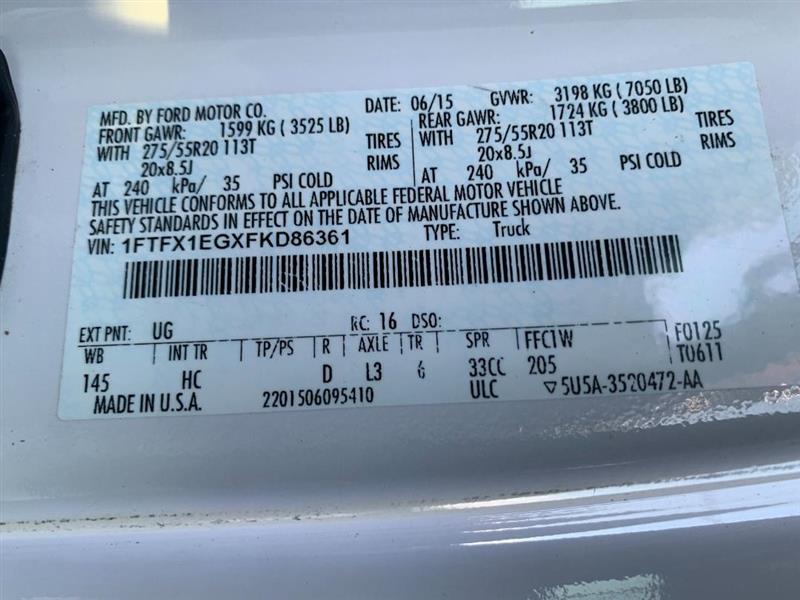 MFD. BY FORD MOTOR CO. DATE: 06/15 GVWR: 3198 KG ( 7050 LB)
FRONT GAWR: 1599 KG ( 3525 LB) REAR GAWR: 1724 KG ( 3800 LB)
WITH 275/55R20 113T TIRES WITH 275/55R20 113T TIRES
20x8.5J RIMS 20x8.5J RIMS
AT 240 kPa/ 35 PSI COLD AT 240 kPa/ 35 PSI COLD
THIS VEHICLE CONFORMS TO ALL APPLICABLE FEDERAL MOTOR VEHICLE
SAFETY STANDARDS IN EFFECT ON THE DATE OF MANUFACTURE SHOWN ABOVE.
VIN: 1FTFX1EGXFKD86361 TYPE: Truck
EXT PNT: UG RC: 16 DSO: F0125
WB INT TR TP/PS R AXLE TR SPR FFC1W T0611
145 HC D L3 6 33CC 205
MADE IN U.S.A. 2201506095410 ULC ▽5U5A-3520472-AA